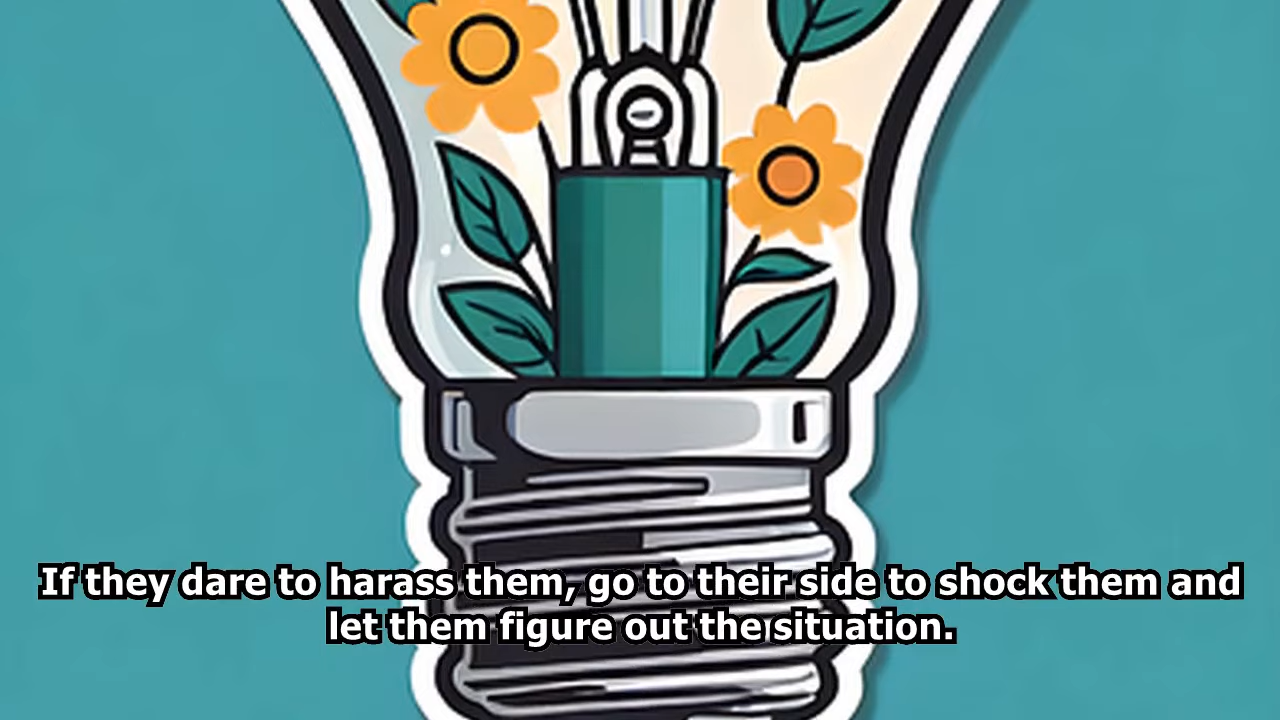 If they dare to harass them, go to their side to shock them and
let them figure out the situation.